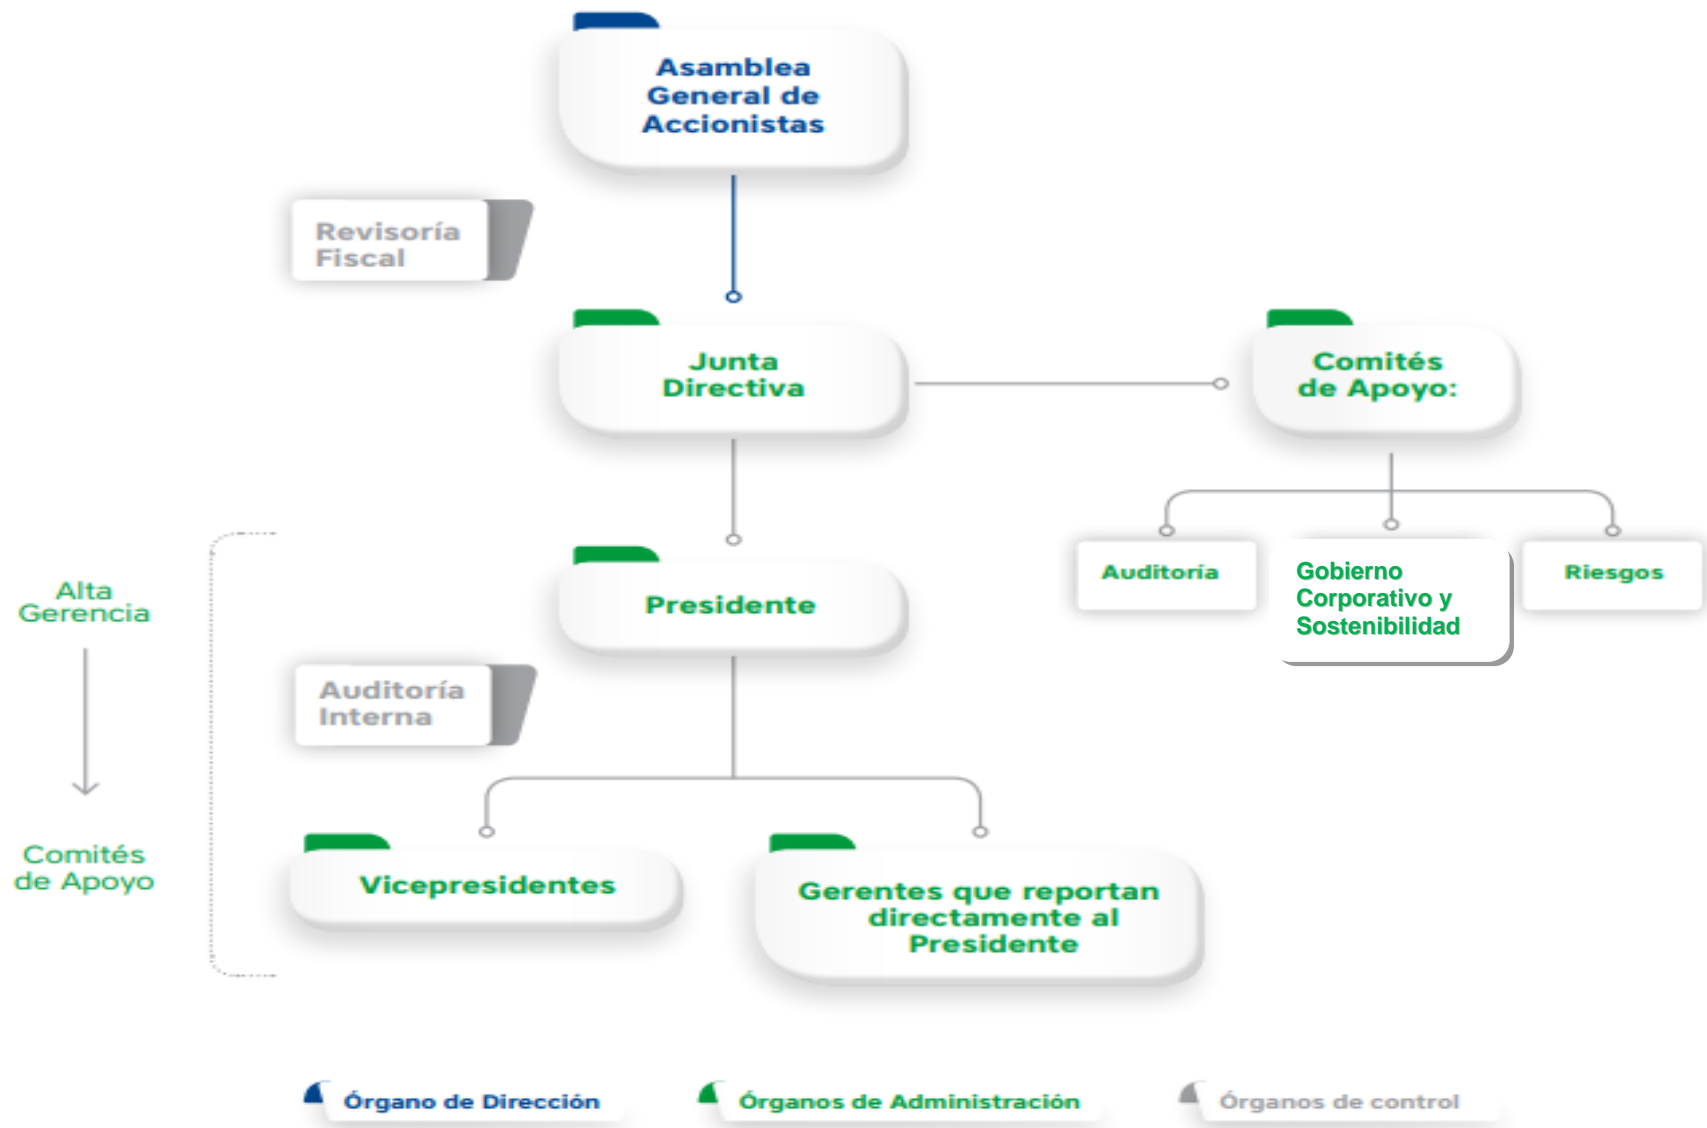 Asamblea
General de
Accionistas
Revisoría
Fiscal
Junta
Directiva
Comités
de Apoyo:
Auditoría
Gobierno
Corporativo y
Sostenibilidad
Riesgos
Alta
Gerencia
Presidente
Auditoría
Interna
Comités
de Apoyo
Vicepresidentes
Gerentes que reportan
directamente al
Presidente
Órgano de Dirección
Órganos de Administración
Órganos de control